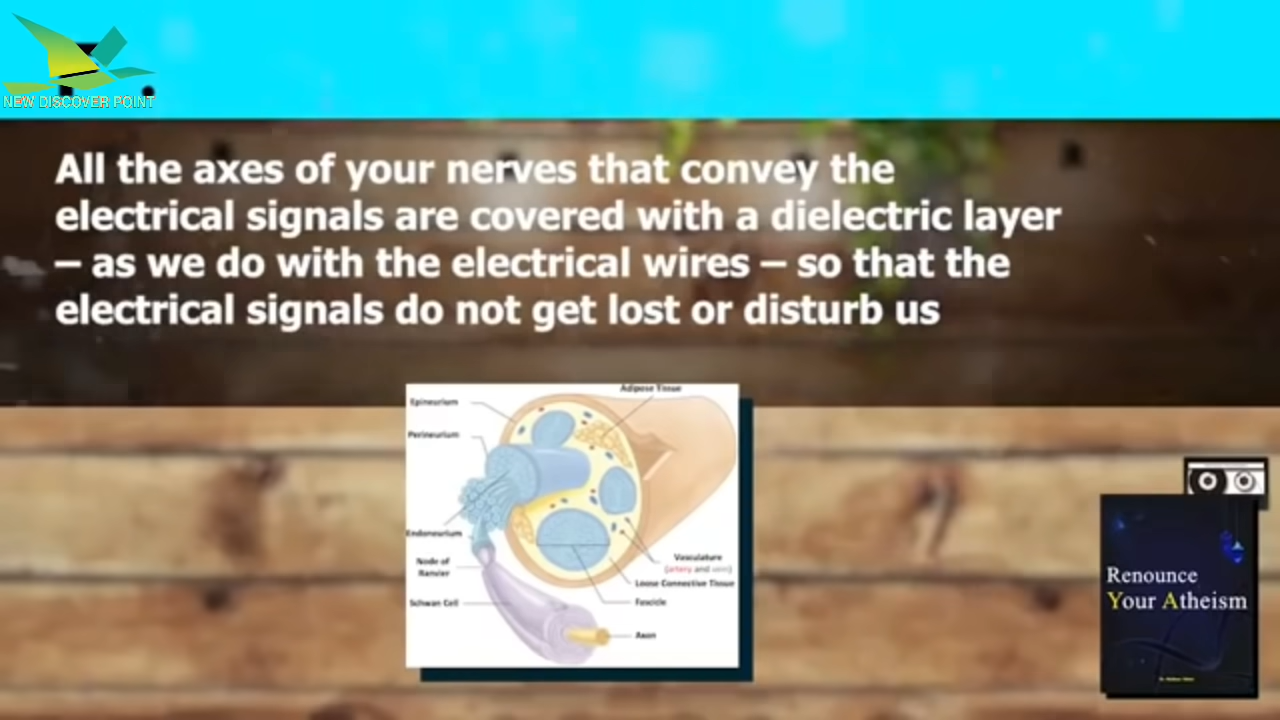 NEW DISCOVER POINT
All the axes of your nerves that convey the
electrical signals are covered with a dielectric layer
– as we do with the electrical wires – so that the
electrical signals do not get lost or disturb us
Adipose Tissue
Epineurium
Perineurium
Endoneurium
Node of
Ranvier
Schwan Cell
Vasculature
(artery and vein)
Loose Connective Tissue
Fascicle
Axon
Renounce
Your Atheism